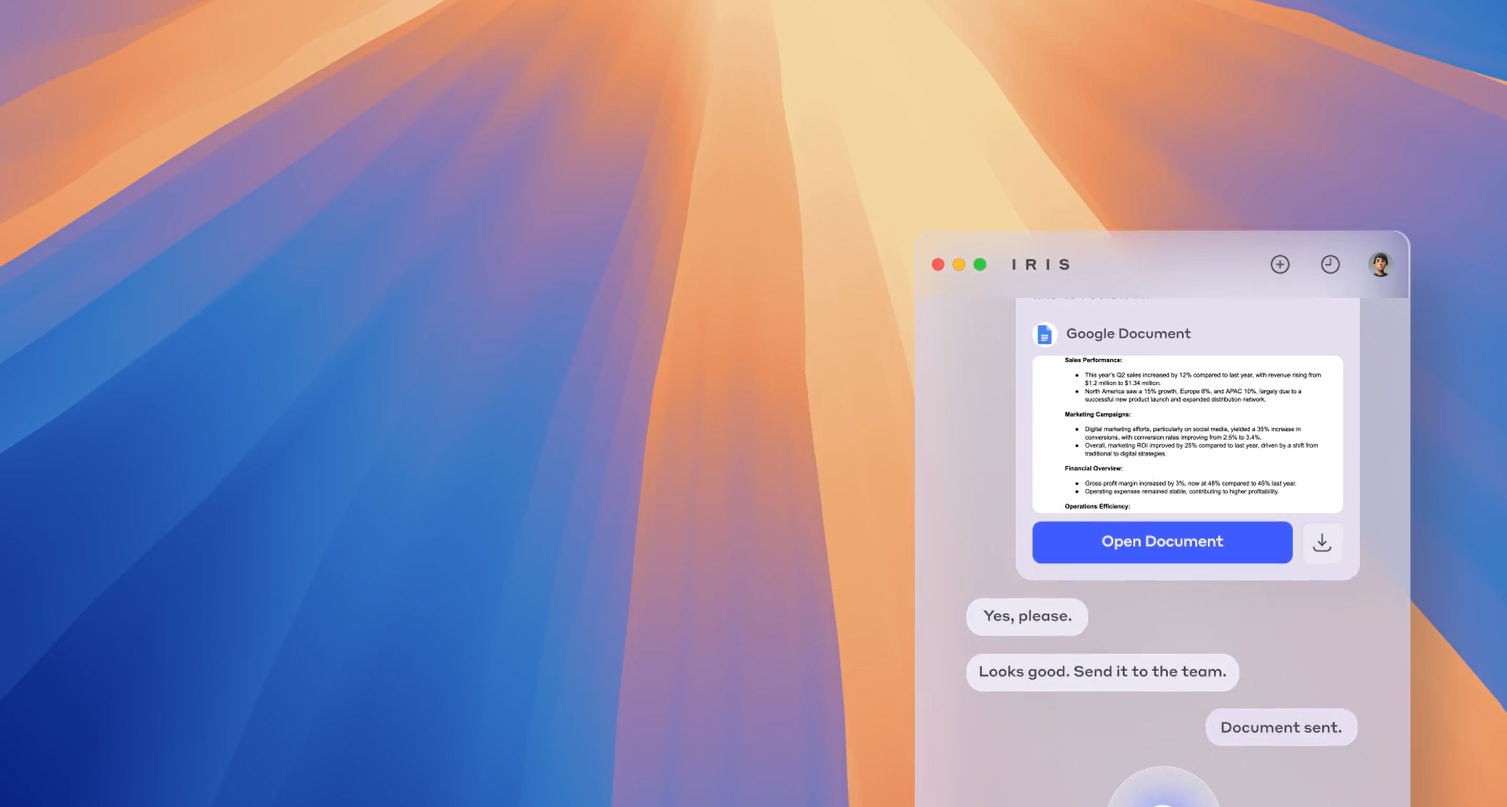 IRIS
Google Document
Sales Performance:
● This year's Q2 sales increased by 12% compared to last year, with revenue rising from
$1.2 million to $1.34 million.
● North America saw a 15% growth, Europe 8%, and APAC 10%, largely due to a
successful new product launch and expanded distribution network.
Marketing Campaigns:
● Digital marketing efforts, particularly on social media, yielded a 35% increase in
conversions, with conversion rates improving from 2.5% to 3.4%.
● Overall, marketing ROI improved by 25% compared to last year, driven by a shift from
traditional to digital strategies.
Financial Overview:
● Gross profit margin increased by 3%, now at 48% compared to 45% last year.
● Operating expenses remained stable, contributing to higher profitability.
Operations Efficiency:
Open Document
Yes, please.
Looks good. Send it to the team.
Document sent.